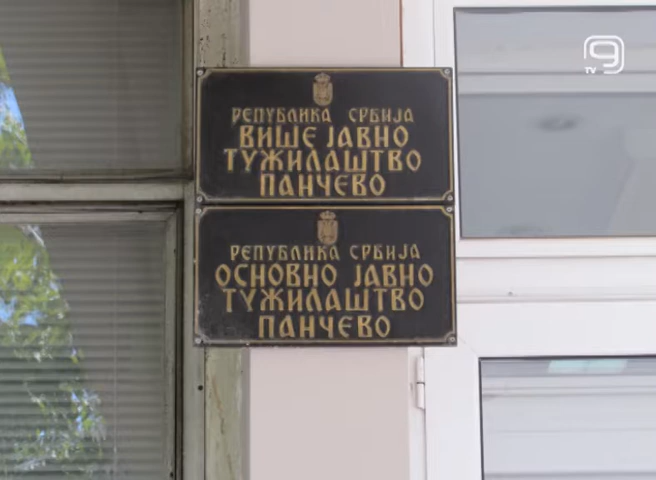 9
TV
РЕПУБЛИКА СРБИЈА
ВИШЕ ЈАВНО
ТУЖИЛАШТВО
ПАНЧЕВО
РЕПУБЛИКА СРБИЈА
ОСНОВНО ЈАВНО
ТУЖИЛАШТВО
ПАНЧЕВО